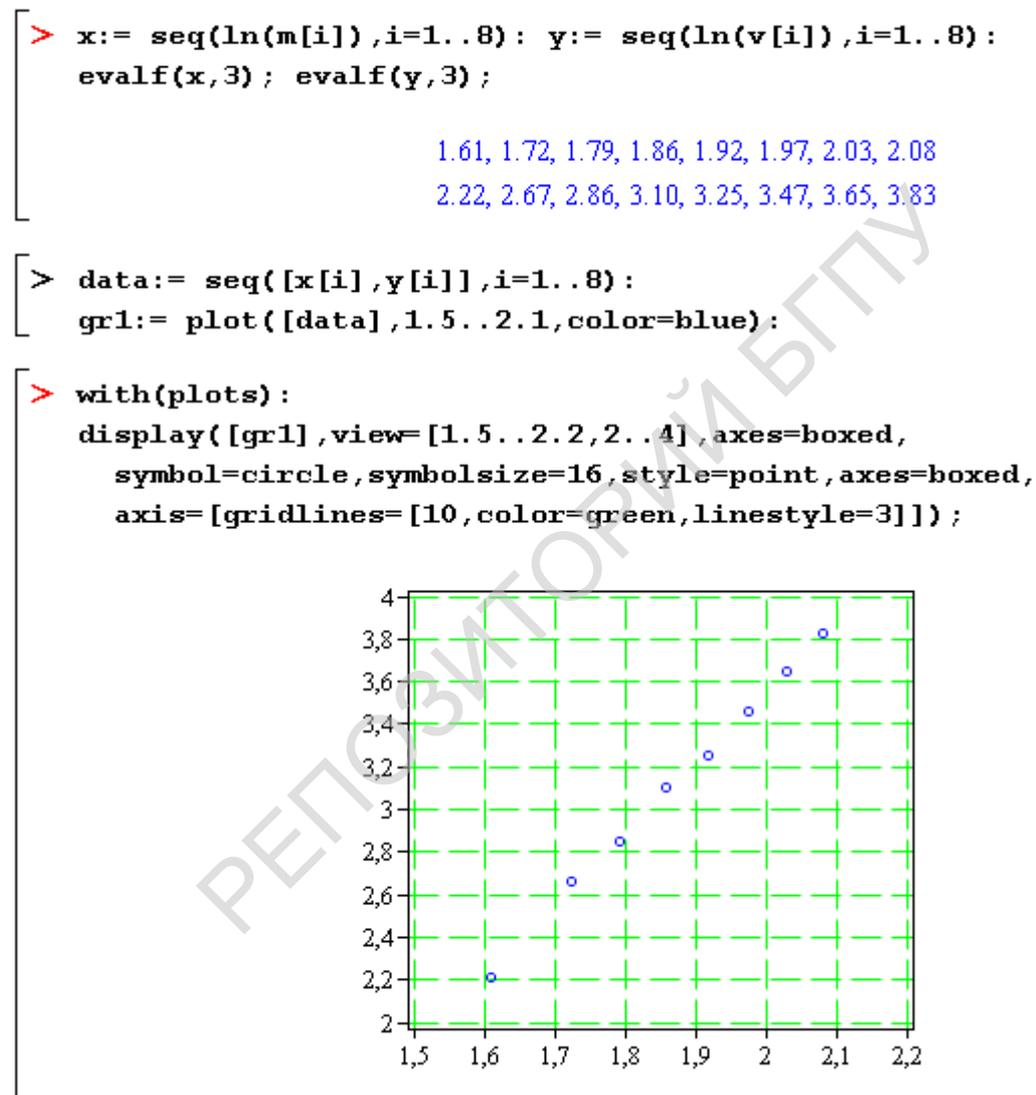 > x:= seq(ln(m[i]),i=1..8): y:= seq(ln(v[i]),i=1..8):
evalf(x,3); evalf(y,3);
1.61, 1.72, 1.79, 1.86, 1.92, 1.97, 2.03, 2.08
2.22, 2.67, 2.86, 3.10, 3.25, 3.47, 3.65, 3.83
> data:= seq([x[i],y[i]],i=1..8):
gr1:= plot([data],1.5..2.1,color=blue):
> with(plots):
display([gr1],view=[1.5..2.2,2..4],axes=boxed,
symbol=circle,symbolsize=16,style=point,axes=boxed,
axis=[gridlines=[10,color=green,linestyle=3]]);
4
3,8
3,6
3,4
3,2
3
2,8
2,6
2,4
2,2
2
1,5 1,6 1,7 1,8 1,9 2 2,1 2,2
РЕПОЗИТОРИЙ БГПУ